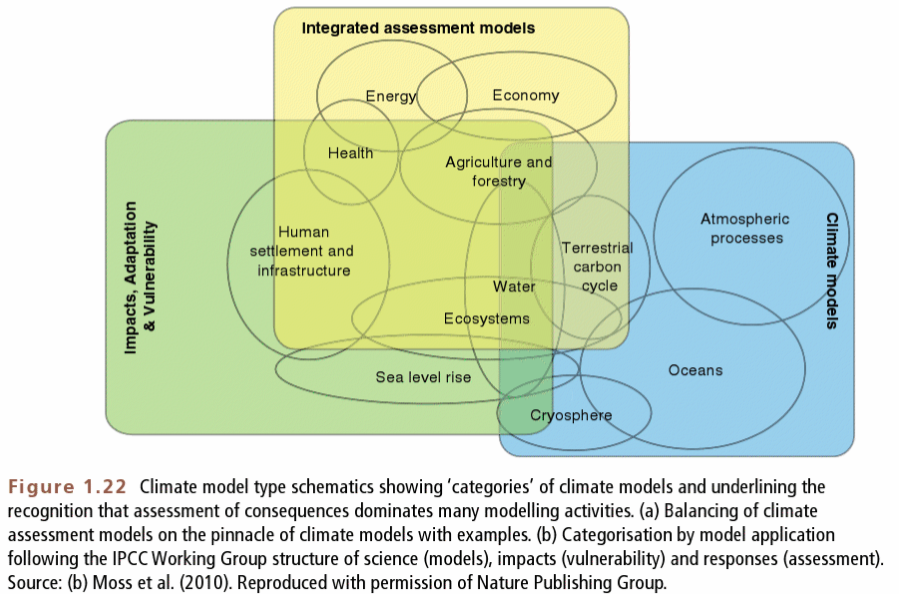 Integrated assessment models
Energy
Economy
Health
Agriculture and
forestry
Impacts, Adaptation
& Vulnerability
Human
settlement and
infrastructure
Terrestrial
carbon
cycle
Atmospheric
processes
Climate models
Water
Ecosystems
Sea level rise
Oceans
Cryosphere
Figure 1.22 Climate model type schematics showing ‘categories’ of climate models and underlining the
recognition that assessment of consequences dominates many modelling activities. (a) Balancing of climate
assessment models on the pinnacle of climate models with examples. (b) Categorisation by model application
following the IPCC Working Group structure of science (models), impacts (vulnerability) and responses (assessment).
Source: (b) Moss et al. (2010). Reproduced with permission of Nature Publishing Group.